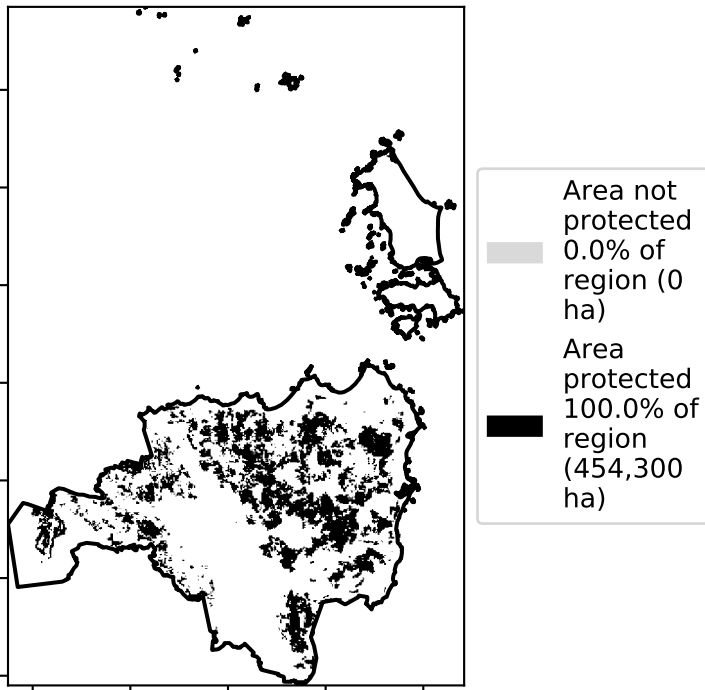 Area not
protected
0.0% of
region (0
ha)
Area
protected
100.0% of
region
(454,300
ha)